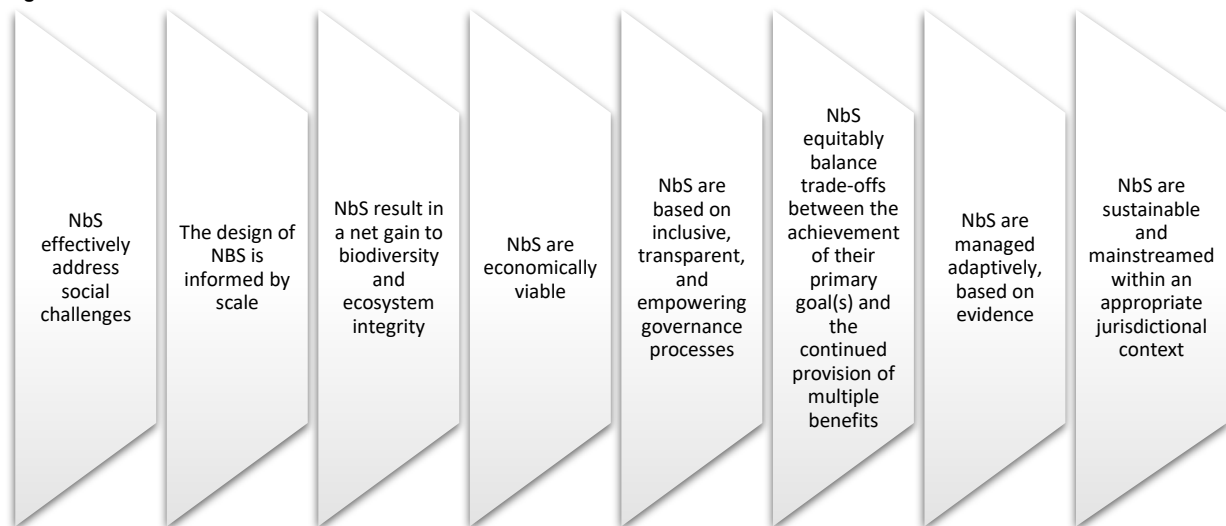 NbS
effectively
address
social
challenges
The design of
NBS is
informed by
scale
NbS result in
a net gain to
biodiversity
and
ecosystem
integrity
NbS are
economically
viable
NbS are
based on
inclusive,
transparent,
and
empowering
governance
processes
NbS
equitably
balance
trade-offs
between the
achievement
of their
primary
goal(s) and
the
continued
provision of
multiple
benefits
NbS are
managed
adaptively,
based on
evidence
NbS are
sustainable
and
mainstreamed
within an
appropriate
jurisdictional
context